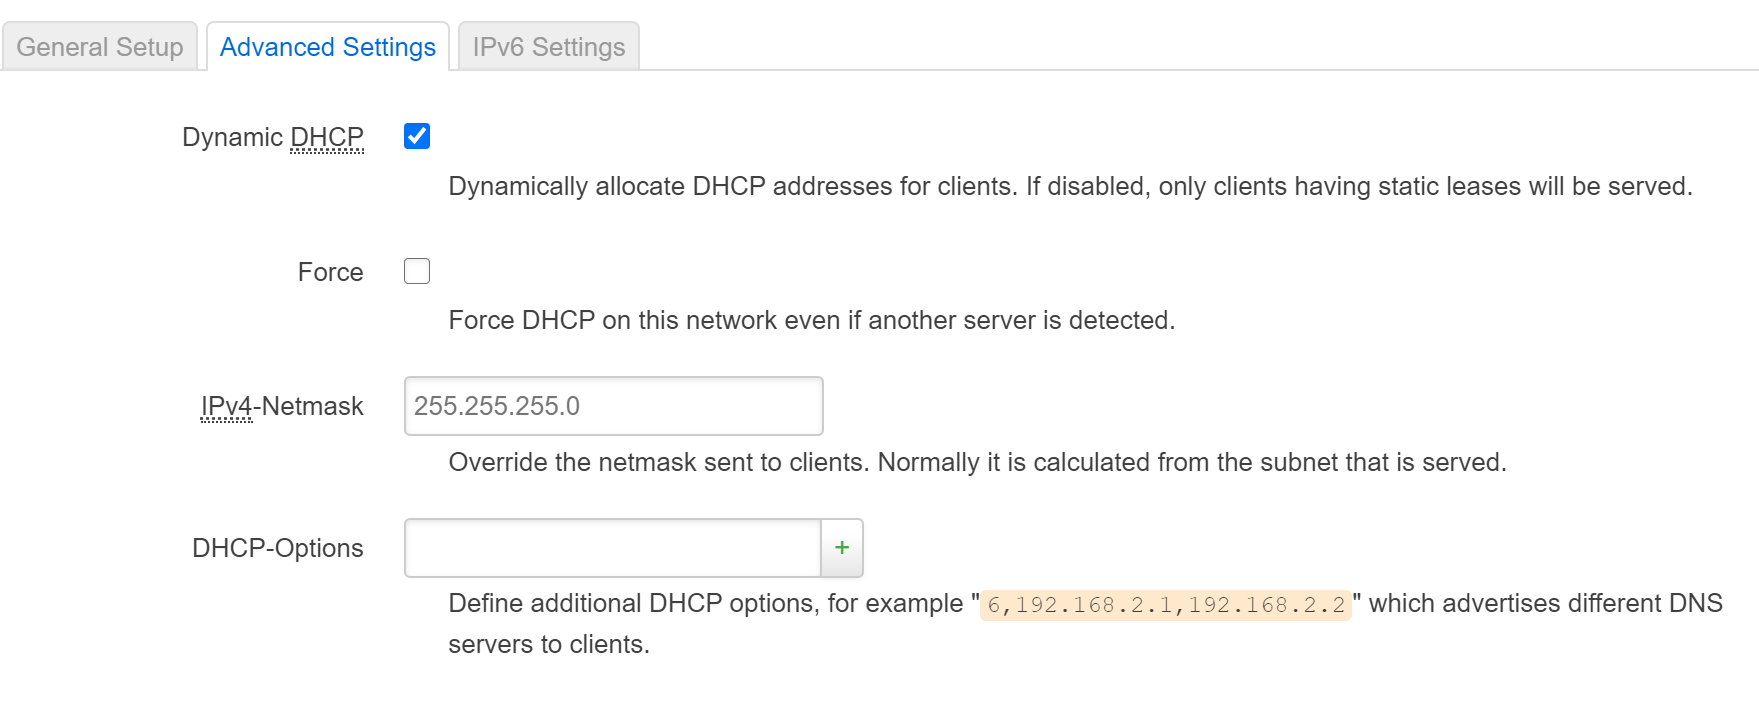 General Setup Advanced Settings IPv6 Settings
Dynamic DHCP
Dynamically allocate DHCP addresses for clients. If disabled, only clients having static leases will be served.
Force
Force DHCP on this network even if another server is detected.
IPv4-Netmask 255.255.255.0
Override the netmask sent to clients. Normally it is calculated from the subnet that is served.
DHCP-Options +
Define additional DHCP options, for example "6,192.168.2.1,192.168.2.2" which advertises different DNS
servers to clients.